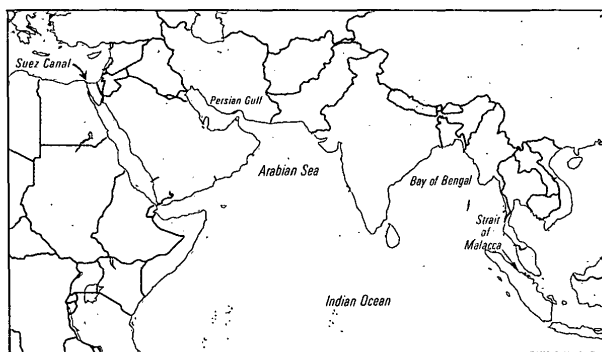 Suez Canal
Persian Gulf
Arabian Sea
Bay of Bengal
Strait
of
Malacca
Indian Ocean